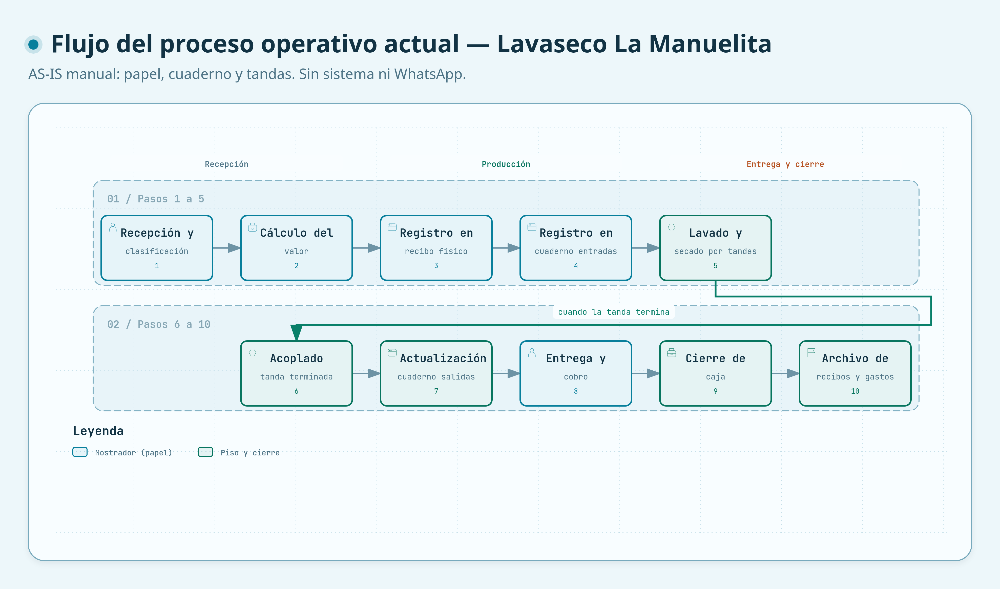 Flujo del proceso operativo actual — Lavaseco La Manuelita
AS-IS manual: papel, cuaderno y tandas. Sin sistema ni WhatsApp.
Recepción
Producción
Entrega y cierre
01 / Pasos 1 a 5
Recepción y
clasificación
1
Cálculo del
valor
2
Registro en
recibo físico
3
Registro en
cuaderno entradas
4
Lavado y
secado por tandas
5
cuando la tanda termina
02 / Pasos 6 a 10
Acoplado
tanda terminada
6
Actualización
cuaderno salidas
7
Entrega y
cobro
8
Cierre de
caja
9
Archivo de
recibos y gastos
10
Leyenda
Mostrador (papel)
Piso y cierre